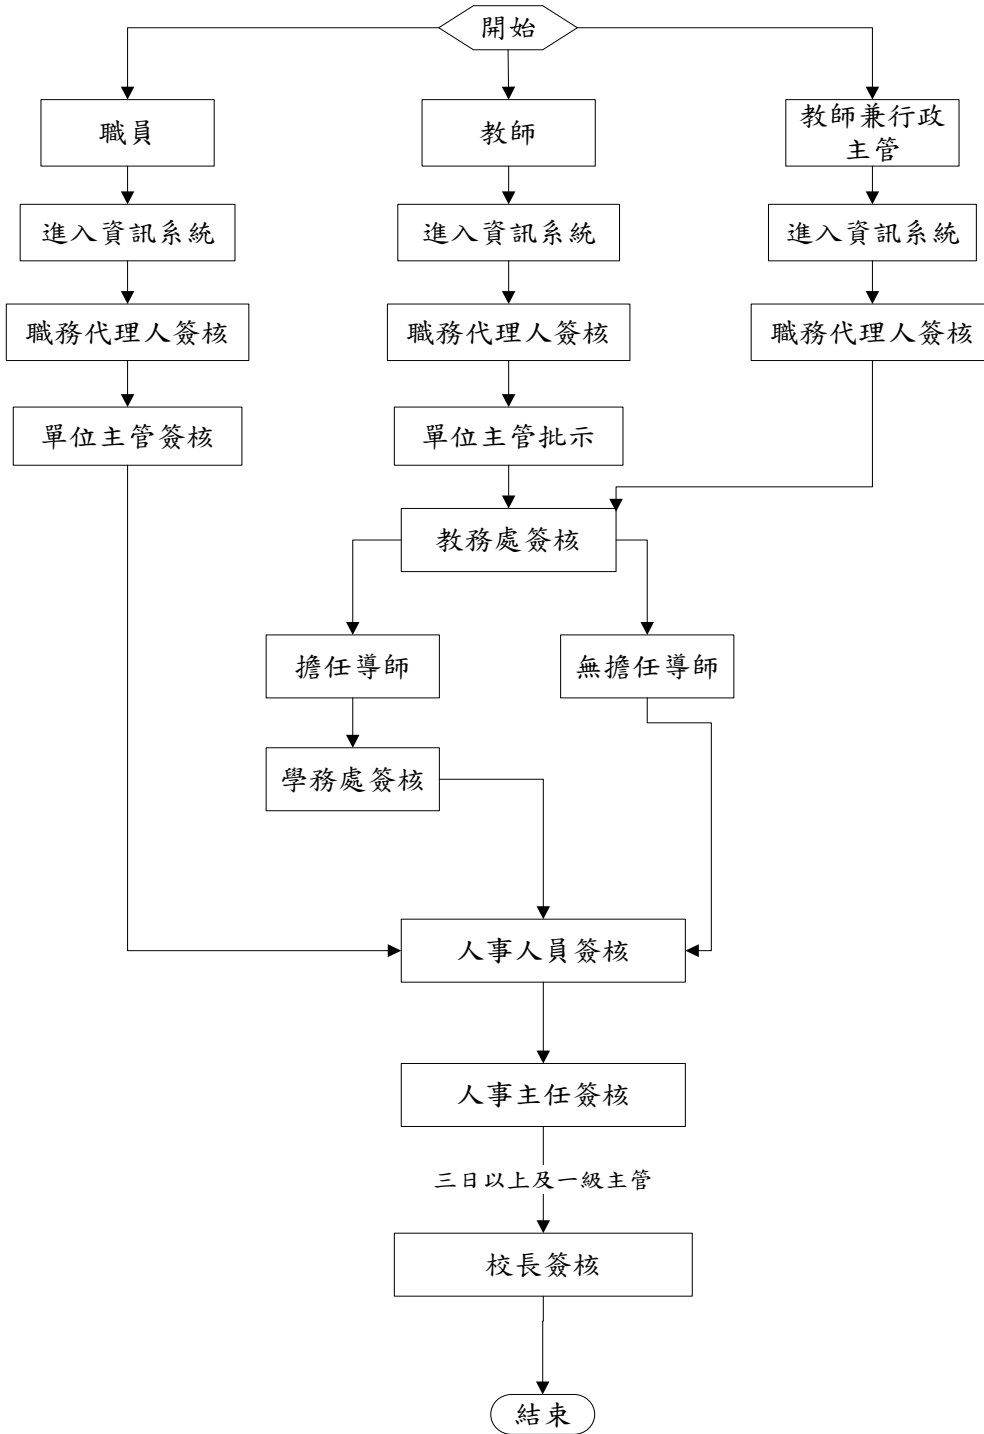 開始
職員
教師
教師兼行政
主管
進入資訊系統
進入資訊系統
進入資訊系統
職務代理人簽核
職務代理人簽核
職務代理人簽核
單位主管簽核
單位主管批示
教務處簽核
擔任導師
無擔任導師
學務處簽核
人事人員簽核
人事主任簽核
三日以上及一級主管
校長簽核
結束